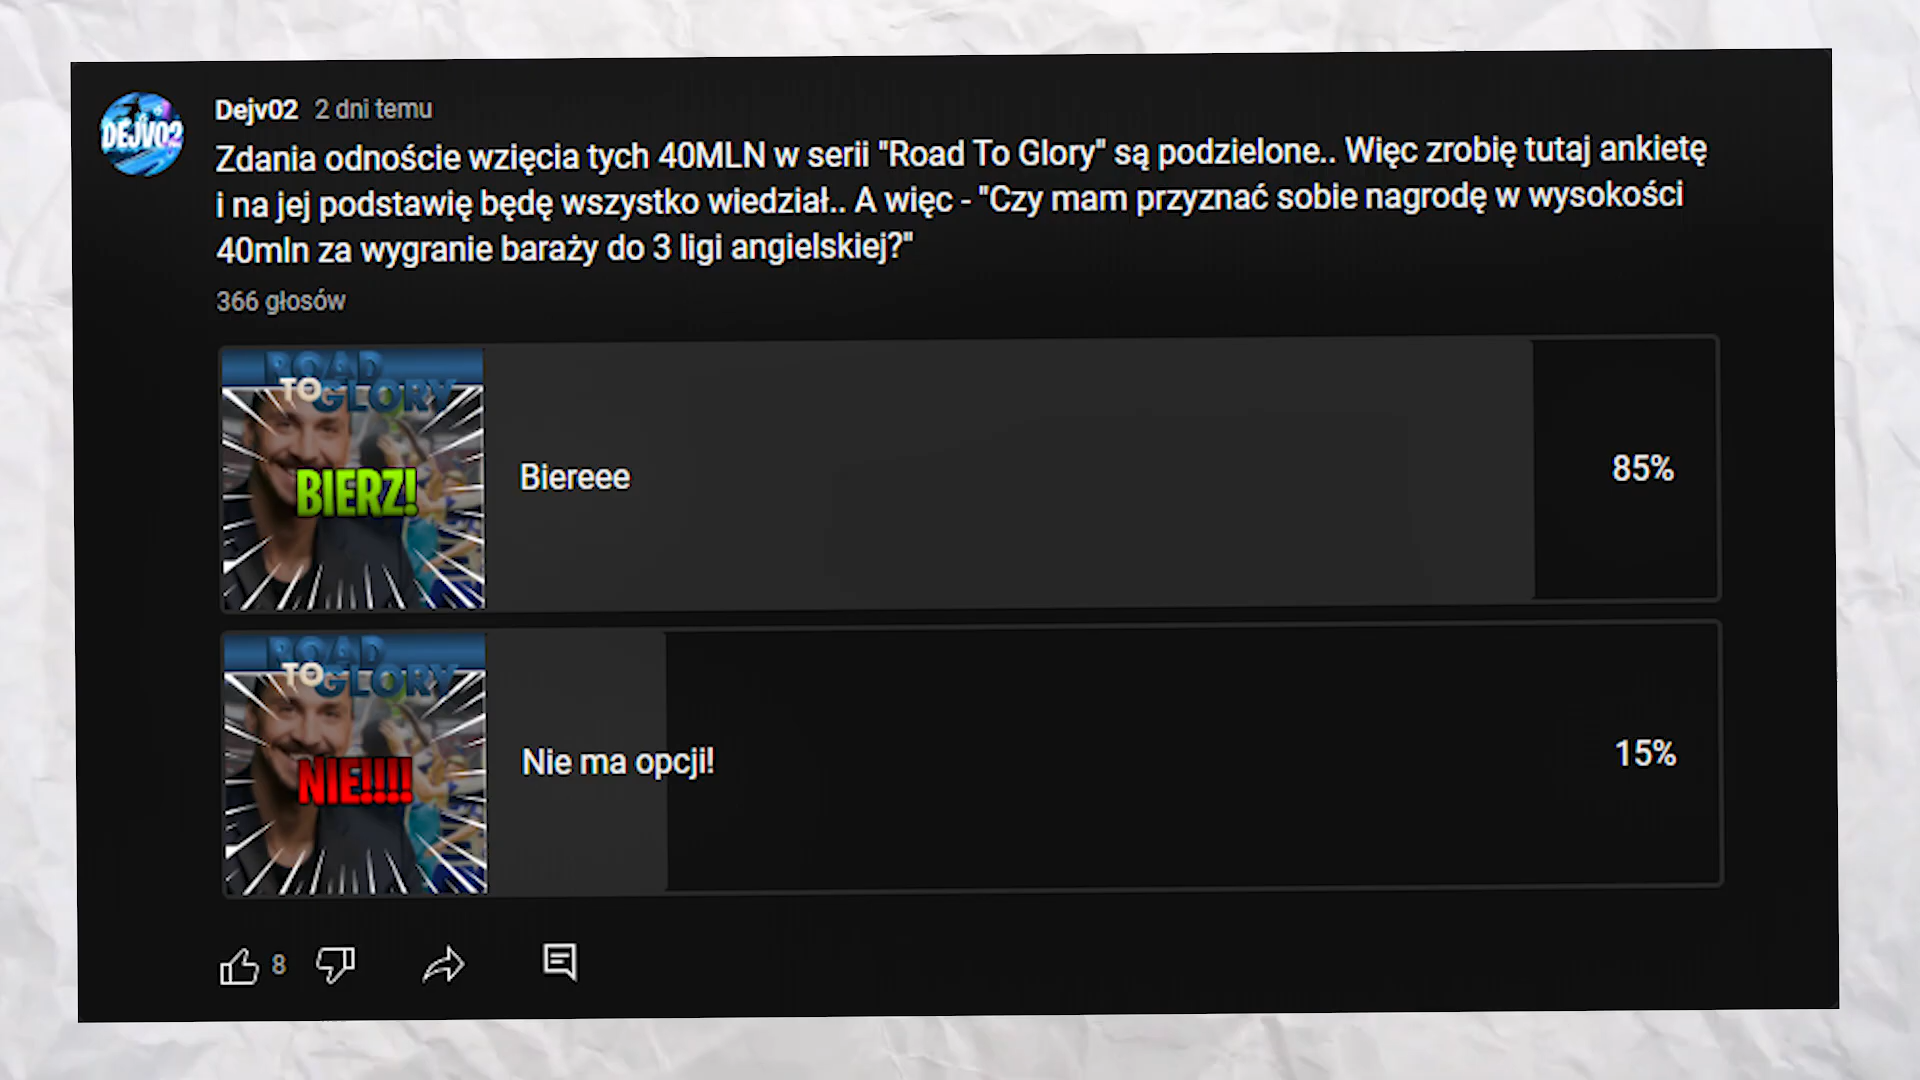 DEJV02
Dejv02 2 dni temu
Zdania odnoście wzięcia tych 40MLN w serii "Road To Glory" są podzielone.. Więc zrobię tutaj ankietę
i na jej podstawię będę wszystko wiedział.. A więc - "Czy mam przyznać sobie nagrodę w wysokości
40mln za wygranie baraży do 3 ligi angielskiej?"
366 głosów
ROAD
TO GLORY
BIERZ!
Biereee
85%
ROAD
TO GLORY
NIE!!!!
Nie ma opcji!
15%
8